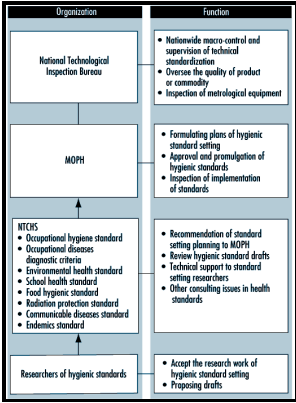 Organization
Function
National Technological
Inspection Bureau
• Nationwide macro-control and
supervision of technical
standardization
• Oversee the quality of product
or commodity
• Inspection of metrological equipment
MOPH
• Formulating plans of hygienic
standard setting
• Approval and promulgation of
hygienic standards
• Inspection of implementation
of standards
NTCHS
• Occupational hygiene standard
• Occupational diseases
diagnostic criteria
• Environmental health standard
• School health standard
• Food hygienic standard
• Radiation protection standard
• Communicable diseases standard
• Endemics standard
• Recommendation of standard
setting planning to MOPH
• Review hygienic standard drafts
• Technical support to standard
setting researchers
• Other consulting issues in health
standards
Researchers of hygienic standards
• Accept the research work of
hygienic standard setting
• Proposing drafts